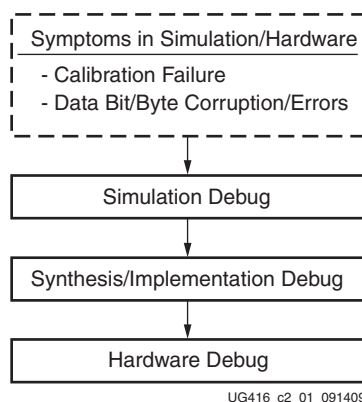 Symptoms in Simulation/Hardware
- Calibration Failure
- Data Bit/Byte Corruption/Errors
Simulation Debug
Synthesis/Implementation Debug
Hardware Debug
UG416_c2_01_091409